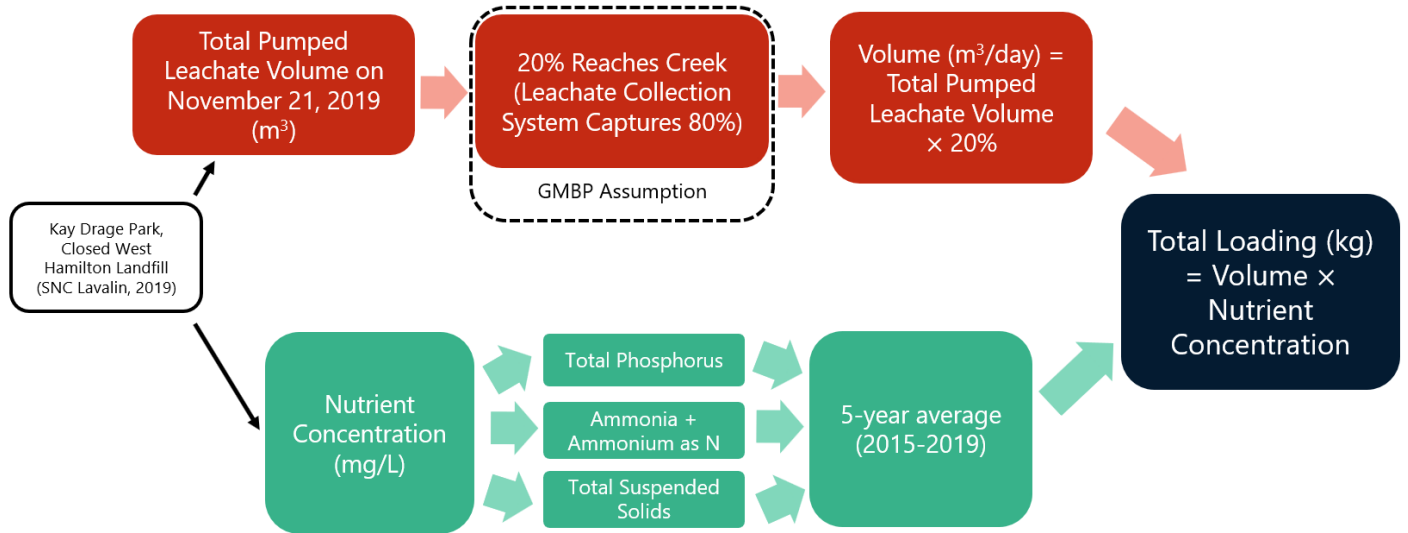 Total Pumped
Leachate Volume on
November 21, 2019
(m³)
20% Reaches Creek
(Leachate Collection
System Captures 80%)
GMBP Assumption
Volume (m³/day) =
Total Pumped
Leachate Volume
× 20%
Kay Drage Park,
Closed West
Hamilton Landfill
(SNC Lavalin, 2019)
Total Loading (kg)
= Volume ×
Nutrient
Concentration
Nutrient
Concentration
(mg/L)
Total Phosphorus
Ammonia +
Ammonium as N
Total Suspended
Solids
5-year average
(2015-2019)